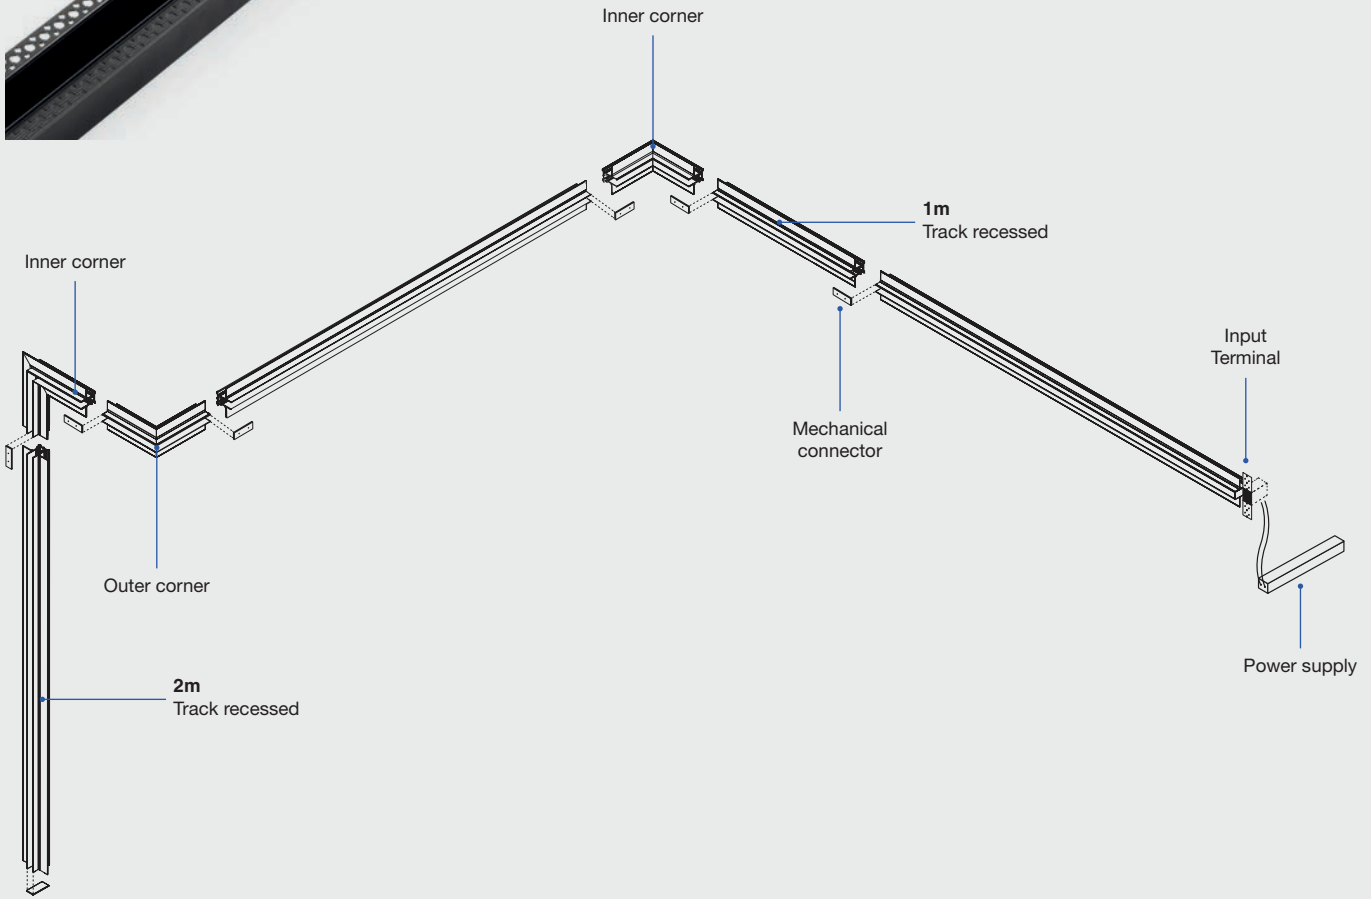 Inner corner
1m
Track recessed
Inner corner
Input
Terminal
Mechanical
connector
Outer corner
Power supply
2m
Track recessed